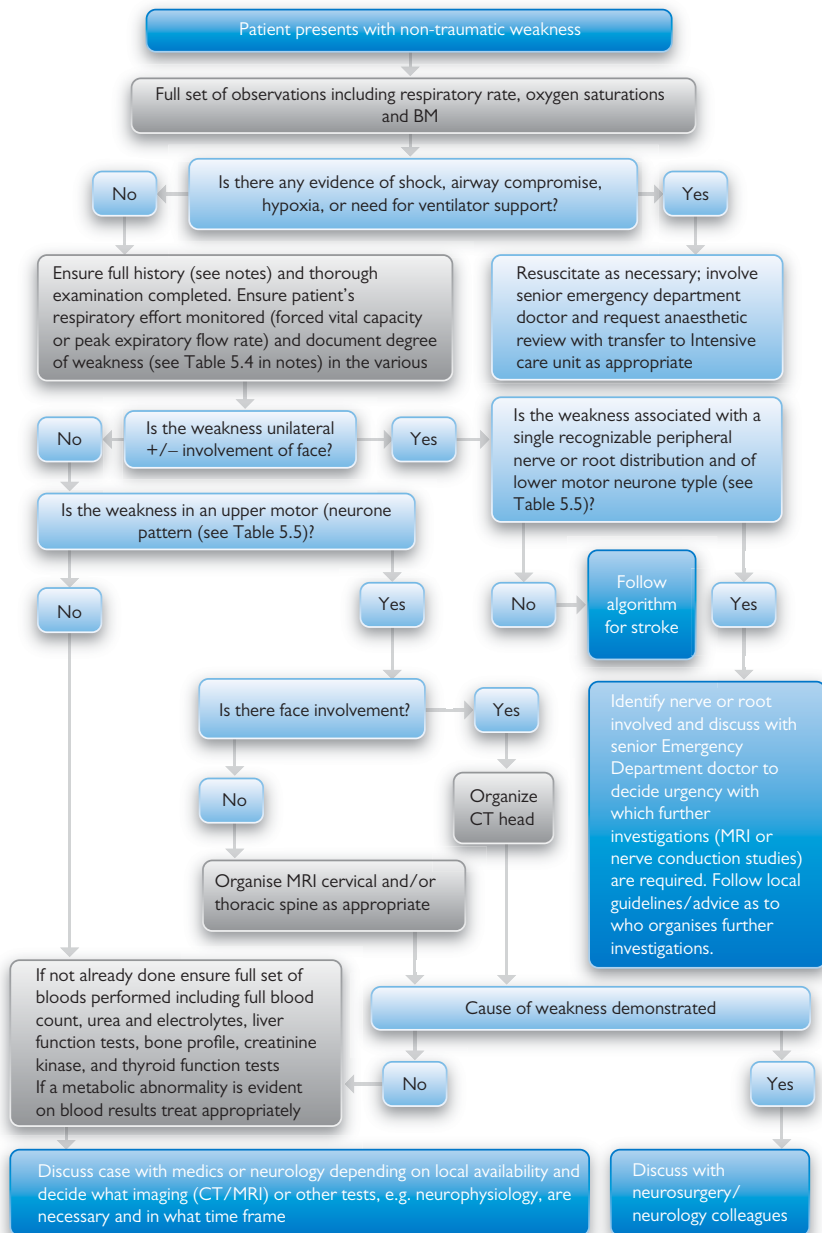 Patient presents with non-traumatic weakness
Full set of observations including respiratory rate, oxygen saturations
and BM
Is there any evidence of shock, airway compromise,
hypoxia, or need for ventilator support?
No
Yes
Ensure full history (see notes) and thorough
examination completed. Ensure patient's
respiratory effort monitored (forced vital capacity
or peak expiratory flow rate) and document degree
of weakness (see Table 5.4 in notes) in the various
Resuscitate as necessary; involve
senior emergency department
doctor and request anaesthetic
review with transfer to Intensive
care unit as appropriate
No
Is the weakness unilateral
+/– involvement of face?
Yes
Is the weakness associated with a
single recognizable peripheral
nerve or root distribution and of
lower motor neurone typle (see
Table 5.5)?
Is the weakness in an upper motor (neurone
pattern (see Table 5.5)?
No
Yes
No
Follow
algorithm
for stroke
Yes
Is there face involvement?
Yes
No
Organize
CT head
Identify nerve or root
involved and discuss with
senior Emergency
Department doctor to
decide urgency with
which further
investigations (MRI or
nerve conduction studies)
are required. Follow local
guidelines/advice as to
who organises further
investigations.
Organise MRI cervical and/or
thoracic spine as appropriate
If not already done ensure full set of
bloods performed including full blood
count, urea and electrolytes, liver
function tests, bone profile, creatinine
kinase, and thyroid function tests
If a metabolic abnormality is evident
on blood results treat appropriately
Cause of weakness demonstrated
No
Yes
Discuss case with medics or neurology depending on local availability and
decide what imaging (CT/MRI) or other tests, e.g. neurophysiology, are
necessary and in what time frame
Discuss with
neurosurgery/
neurology colleagues